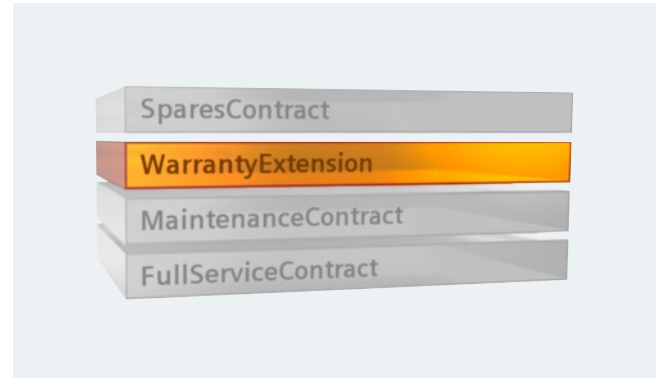 SparesContract
WarrantyExtension
MaintenanceContract
FullServiceContract